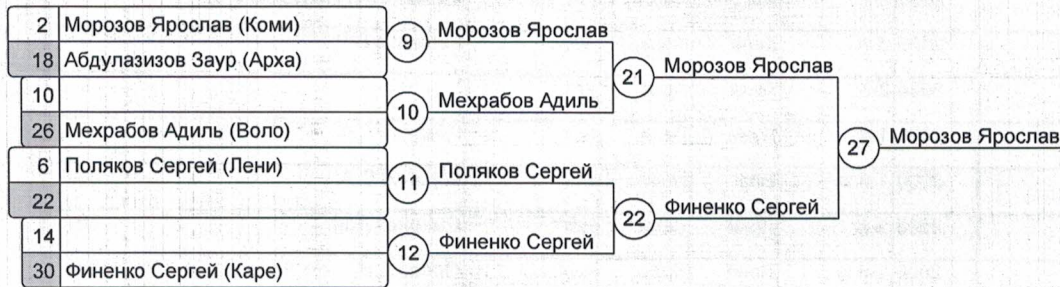 2 Морозов Ярослав (Коми)
18 Абдулазизов Заур (Арха)
9 Морозов Ярослав
10
26 Мехрабов Адиль (Воло)
10 Мехрабов Адиль
21 Морозов Ярослав
6 Поляков Сергей (Лени)
22
11 Поляков Сергей
14
30 Финенко Сергей (Каре)
12 Финенко Сергей
22 Финенко Сергей
27 Морозов Ярослав